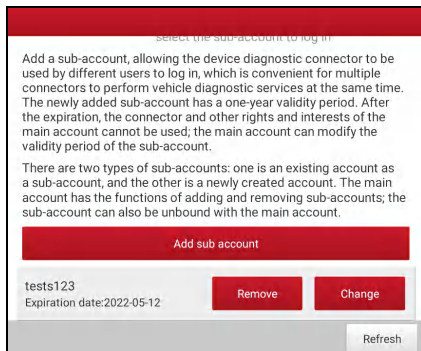 select the sub-account to log in
Add a sub-account, allowing the device diagnostic connector to be
used by different users to log in, which is convenient for multiple
connectors to perform vehicle diagnostic services at the same time.
The newly added sub-account has a one-year validity period. After
the expiration, the connector and other rights and interests of the
main account cannot be used; the main account can modify the
validity period of the sub-account.
There are two types of sub-accounts: one is an existing account as
a sub-account, and the other is a newly created account. The main
account has the functions of adding and removing sub-accounts; the
sub-account can also be unbound with the main account.
Add sub account
tests123
Expiration date:2022-05-12
Remove
Change
Refresh